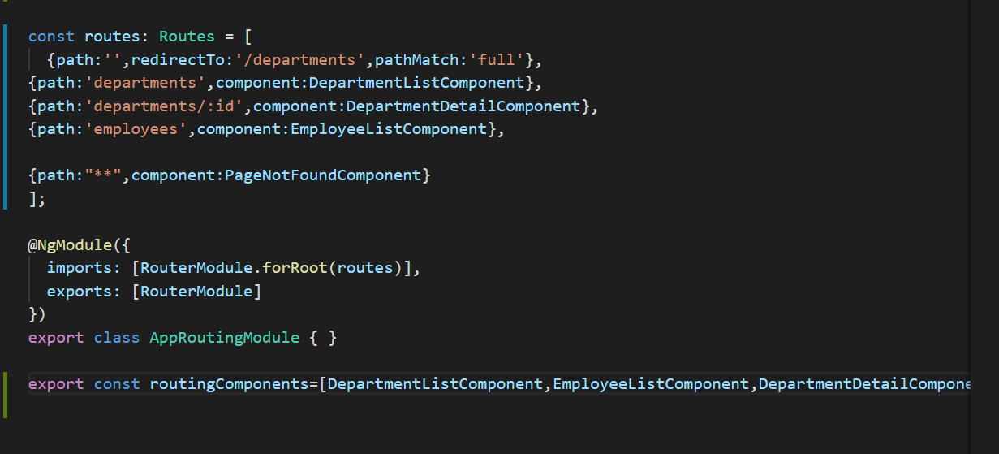 const routes: Routes = [
  {path:'',redirectTo:'/departments',pathMatch:'full'},
{path:'departments',component:DepartmentListComponent},
{path:'departments/:id',component:DepartmentDetailComponent},
{path:'employees',component:EmployeeListComponent},
{path:"**",component:PageNotFoundComponent}
];
@NgModule({
  imports: [RouterModule.forRoot(routes)],
  exports: [RouterModule]
})
export class AppRoutingModule { }
export const routingComponents=[DepartmentListComponent,EmployeeListComponent,DepartmentDetailCompone